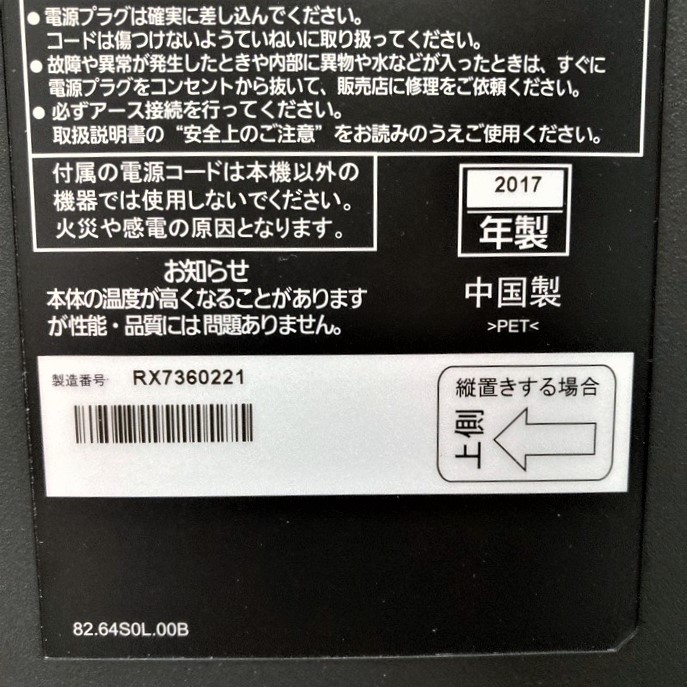 ●電源プラグは確実に差し込んでください。
コードは傷つけないようていねいに取り扱ってください。
●故障や異常が発生したときや内部に異物や水などが入ったときは、すぐに
電源プラグをコンセントから抜いて、販売店に修理をご依頼ください。
●必ずアース接続を行ってください。
取扱説明書の“安全上のご注意”をお読みのうえご使用ください。
付属の電源コードは本機以外の
機器では使用しないでください。
火災や感電の原因となります。
2017
年製
お知らせ
本体の温度が高くなることがあります
が性能・品質には問題ありません。
中国製
>PET<
製造番号 RX7360221
縦置きする場合
上側
82.64S0L.00B